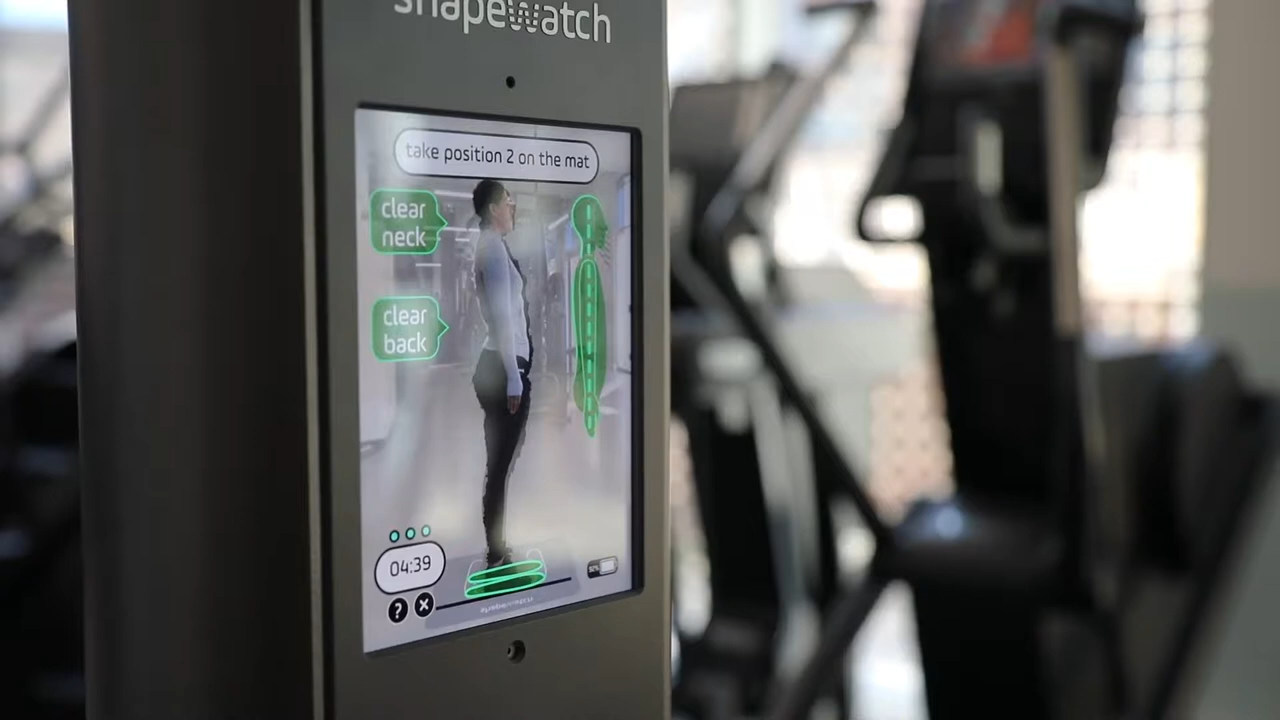 shapewatch
take position 2 on the mat
clear
neck
clear
back
04:39
?
x